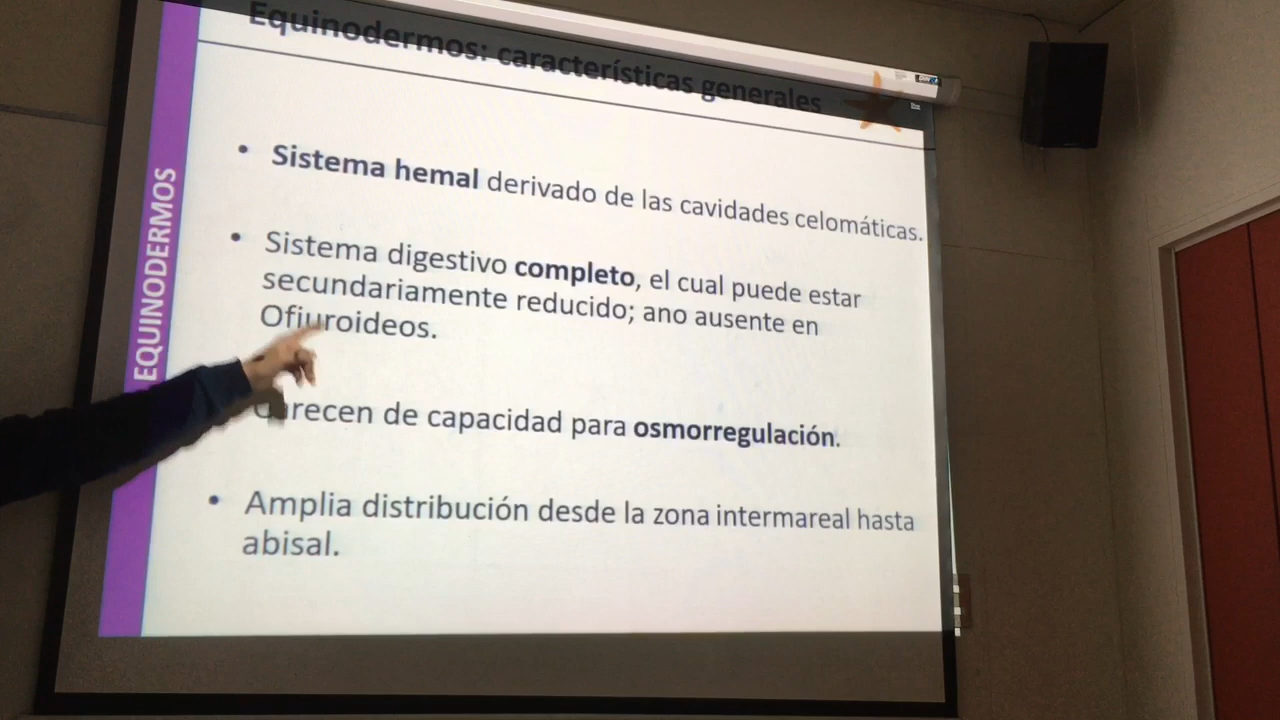 Equinodermos: características generales
EQUINODERMOS
• Sistema hemal derivado de las cavidades celomáticas.
• Sistema digestivo completo, el cual puede estar
secundariamente reducido; ano ausente en
Ofiuroideos.
Carecen de capacidad para osmorregulación.
• Amplia distribución desde la zona intermareal hasta
abisal.